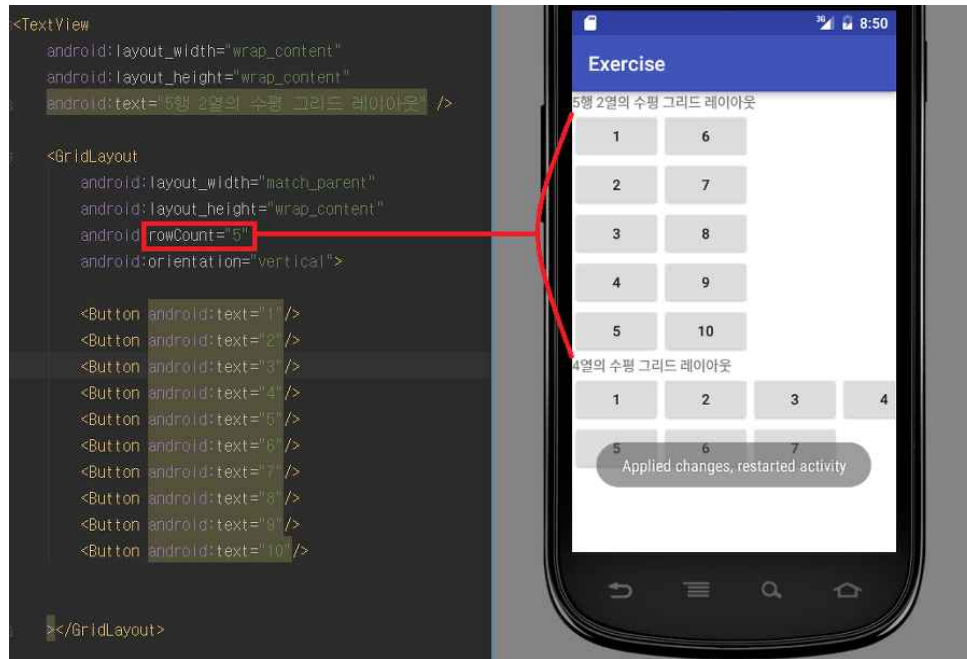 <TextView
android:layout_width="wrap_content"
android:layout_height="wrap_content"
android:text="5행 2열의 수평 그리드 레이아웃" />
<GridLayout
android:layout_width="match_parent"
android:layout_height="wrap_content"
android:rowCount="5"
android:orientation="vertical">
<Button android:text="1"/>
<Button android:text="2"/>
<Button android:text="3"/>
<Button android:text="4"/>
<Button android:text="5"/>
<Button android:text="6"/>
<Button android:text="7"/>
<Button android:text="8"/>
<Button android:text="9"/>
<Button android:text="10"/>
></GridLayout>
3G 8:50
Exercise
5행 2열의 수평 그리드 레이아웃
1 6
2 7
3 8
4 9
5 10
4열의 수평 그리드 레이아웃
1 2 3 4
5 6 7
Applied changes, restarted activity